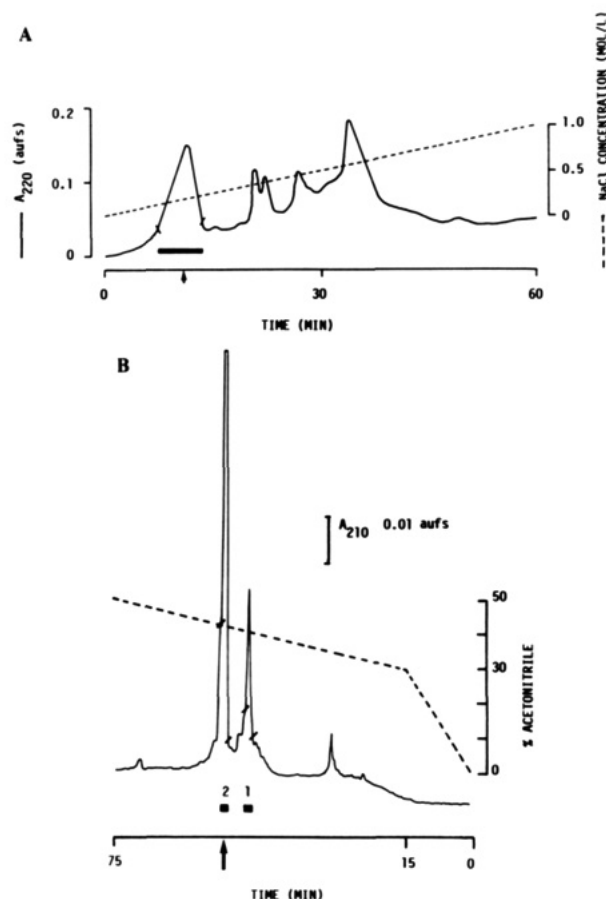 A
A220 (aufs)
0.2
0.1
0
NaCl CONCENTRATION (MOL/L)
1.0
0.5
0
0
30
60
TIME (MIN)
B
A210 0.01 aufs
50
30
0
% ACETONITRILE
2
1
75
15
0
TIME (MIN)